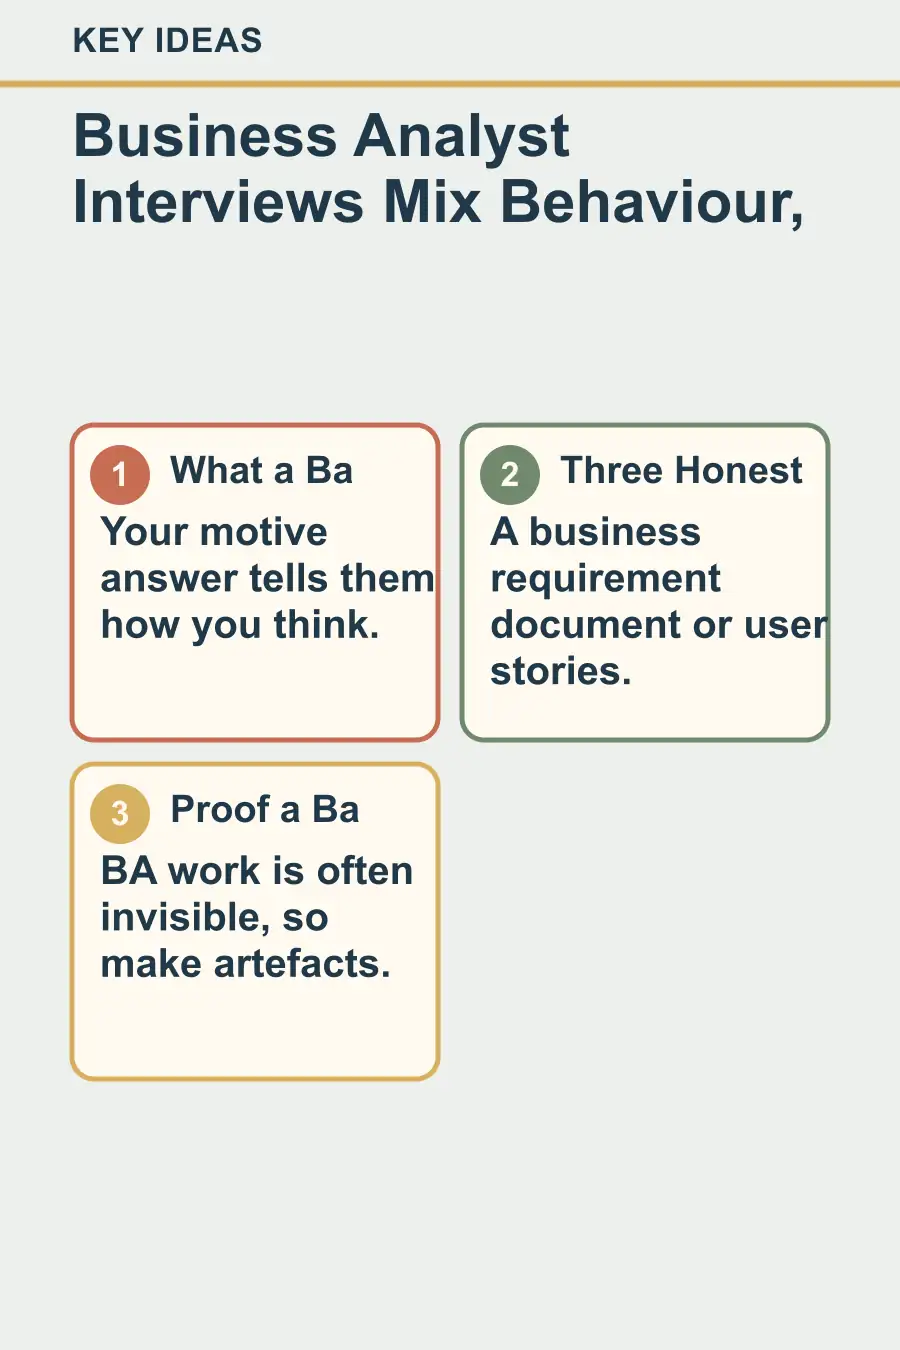 KEY IDEAS
Business Analyst
Interviews Mix Behaviour,
1 What a Ba
Your motive
answer tells them
how you think.
2 Three Honest
A business
requirement
document or user
stories.
3 Proof a Ba
BA work is often
invisible, so
make artefacts.